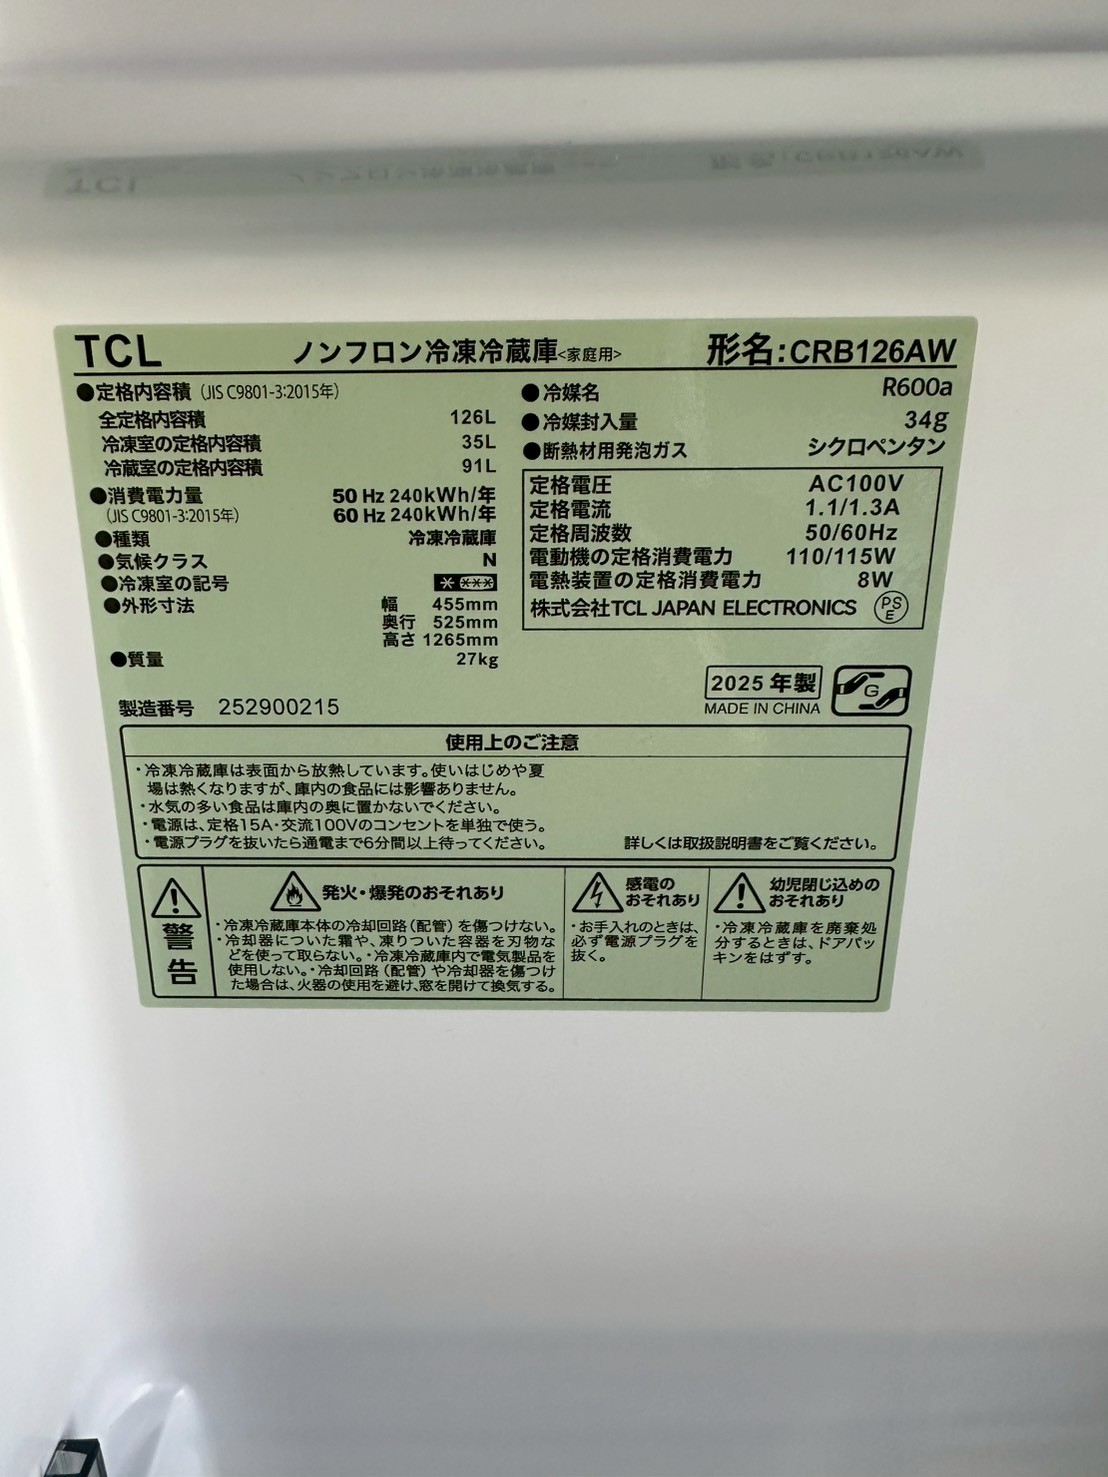 TCL ノンフロン冷凍冷蔵庫<家庭用> 形名:CRB126AW
●定格内容積(JIS C9801-3:2015年)
全定格内容積 126L
冷凍室の定格内容積 35L
冷蔵室の定格内容積 91L
●消費電力量 50 Hz 240kWh/年
(JIS C9801-3:2015年) 60 Hz 240kWh/年
●種類 冷凍冷蔵庫
●気候クラス N
●冷凍室の記号 * ***
●外形寸法 幅 455mm
奥行 525mm
高さ 1265mm
●質量 27kg
製造番号 252900215
●冷媒名 R600a
●冷媒封入量 34g
●断熱材用発泡ガス シクロペンタン
定格電圧 AC100V
定格電流 1.1/1.3A
定格周波数 50/60Hz
電動機の定格消費電力 110/115W
電熱装置の定格消費電力 8W
株式会社TCL JAPAN ELECTRONICS PSE
2025 年製 G
MADE IN CHINA
使用上のご注意
・冷凍冷蔵庫は表面から放熱しています。使いはじめや夏
場は熱くなりますが、庫内の食品には影響ありません。
・水気の多い食品は庫内の奥に置かないでください。
・電源は、定格15A・交流100Vのコンセントを単独で使う。
・電源プラグを抜いたら通電まで6分間以上待ってください。 詳しくは取扱説明書をご覧ください。
警告
発火・爆発のおそれあり
・冷凍冷蔵庫本体の冷却回路(配管)を傷つけない。
・冷却器についた霜や、凍りついた容器を刃物な
どを使って取らない。・冷凍冷蔵庫内で電気製品を
使用しない。・冷却回路(配管)や冷却器を傷つけ
た場合は、火器の使用を避け、窓を開けて換気する。
感電の
おそれあり
・お手入れのときは、
必ず電源プラグを
抜く。
幼児閉じ込めの
おそれあり
・冷凍冷蔵庫を廃棄処
分するときは、ドアパッ
キンをはずす。